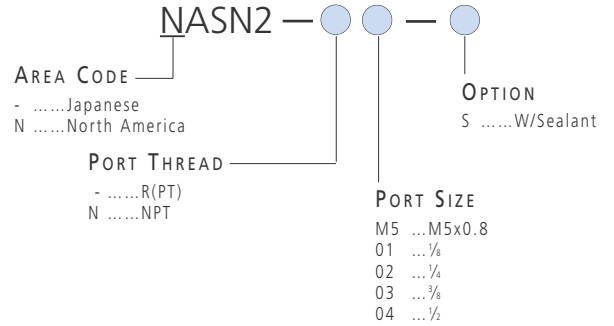 NASN2 — —
AREA CODE
- ......Japanese
N ......North America
OPTION
S ......W/Sealant
PORT THREAD
- ......R(PT)
N ......NPT
PORT SIZE
M5 ...M5x0.8
01 ...⅛
02 ...¼
03 ...⅜
04 ...½